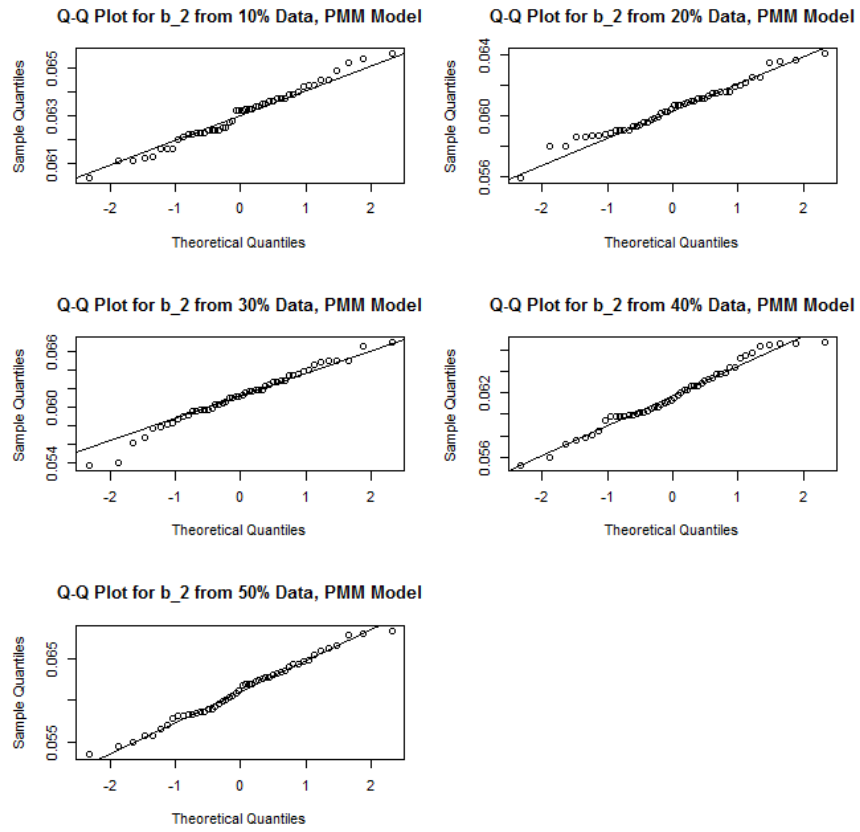 Q-Q Plot for b_2 from 10% Data, PMM Model
Sample Quantiles
0.061 0.063 0.065
-2 -1 0 1 2
Theoretical Quantiles
Q-Q Plot for b_2 from 20% Data, PMM Model
Sample Quantiles
0.056 0.060 0.064
-2 -1 0 1 2
Theoretical Quantiles
Q-Q Plot for b_2 from 30% Data, PMM Model
Sample Quantiles
0.054 0.060 0.066
-2 -1 0 1 2
Theoretical Quantiles
Q-Q Plot for b_2 from 40% Data, PMM Model
Sample Quantiles
0.056 0.062
-2 -1 0 1 2
Theoretical Quantiles
Q-Q Plot for b_2 from 50% Data, PMM Model
Sample Quantiles
0.055 0.065
-2 -1 0 1 2
Theoretical Quantiles